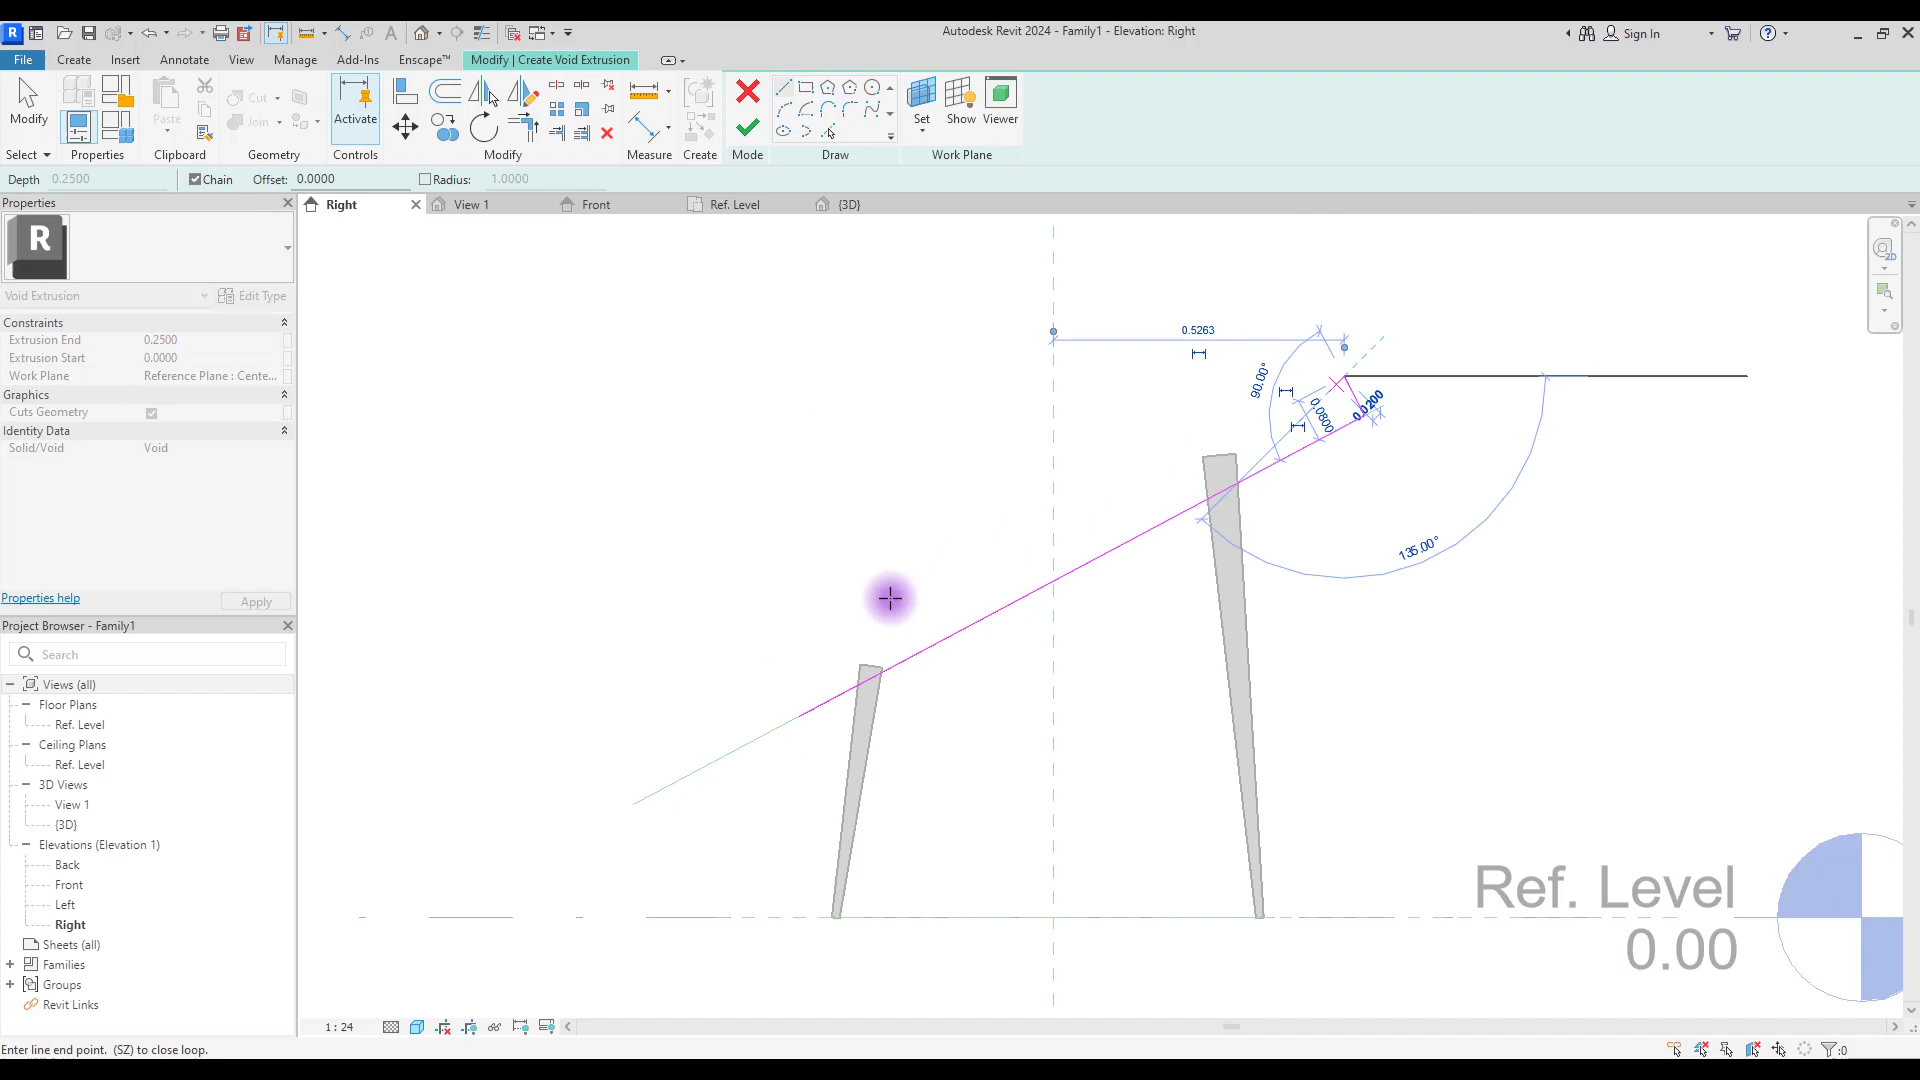 Autodesk Revit 2024 - Family1 - Elevation: Right
Sign In
File
Create
Insert
Annotate
View
Manage
Add-Ins
Enscape™
Modify | Create Void Extrusion
Modify
Paste
Cut
Join
Activate
Set
Show
Viewer
Select
Properties
Clipboard
Geometry
Controls
Modify
Measure
Create
Mode
Draw
Work Plane
Depth
0.2500
Chain
Offset:
0.0000
Radius:
1.0000
Properties
Right
View 1
Front
Ref. Level
{3D}
R
Void Extrusion
Edit Type
Constraints
Extrusion End
0.2500
Extrusion Start
0.0000
Work Plane
Reference Plane : Cente...
Graphics
Cuts Geometry
Identity Data
Solid/Void
Void
Properties help
Apply
Project Browser - Family1
Search
Views (all)
Floor Plans
Ref. Level
Ceiling Plans
Ref. Level
3D Views
View 1
{3D}
Elevations (Elevation 1)
Back
Front
Left
Right
Sheets (all)
Families
Groups
Revit Links
0.5263
90.00°
0.0800
0.0200
135.00°
Ref. Level
0.00
1 : 24
Enter line end point. (SZ) to close loop.
:0